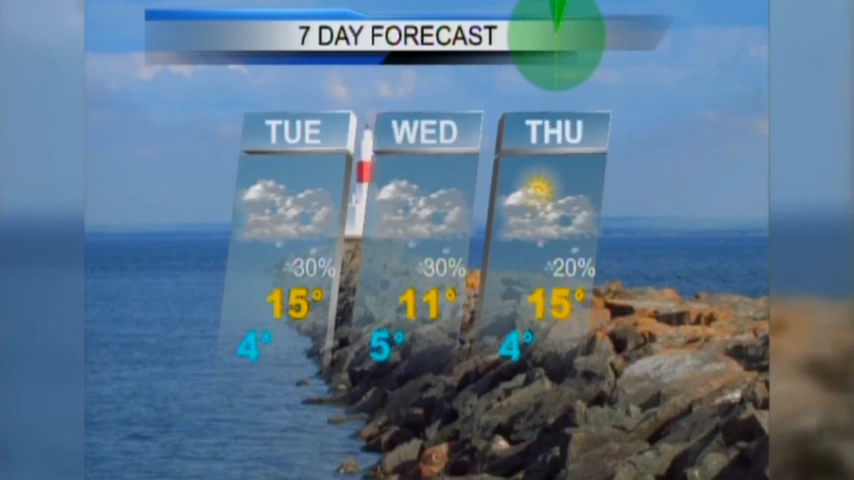 7 DAY FORECAST
TUE WED THU
30% 30% 20%
15° 11° 15°
4° 5° 4°